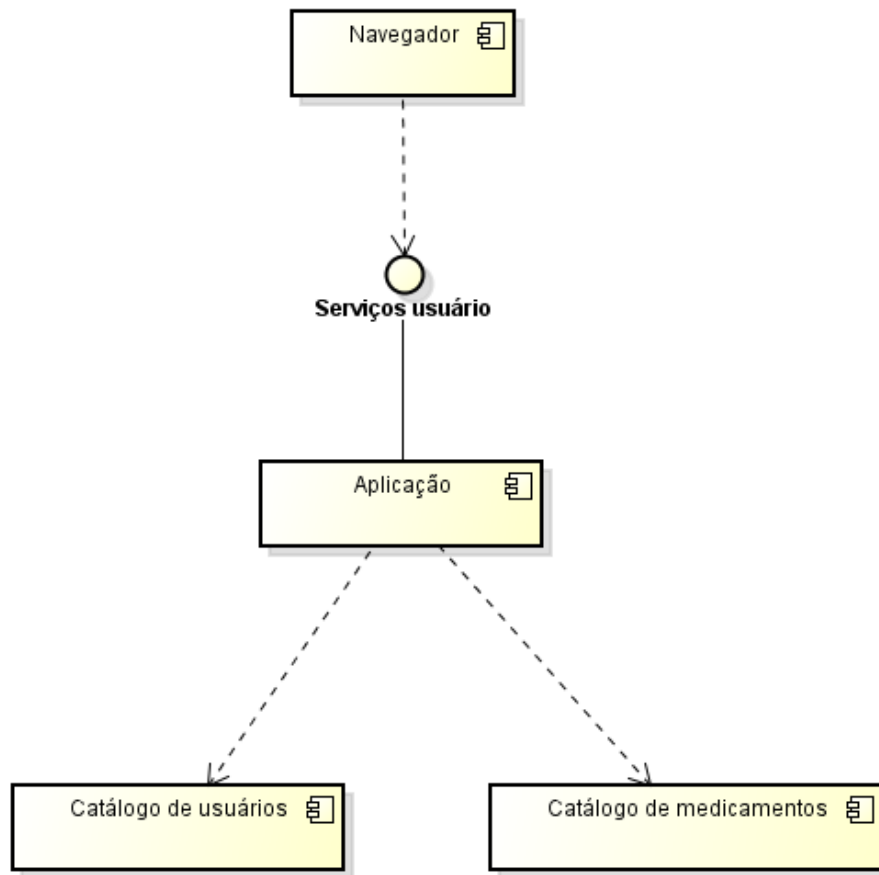 Navegador
Serviços usuário
Aplicação
Catálogo de usuários
Catálogo de medicamentos